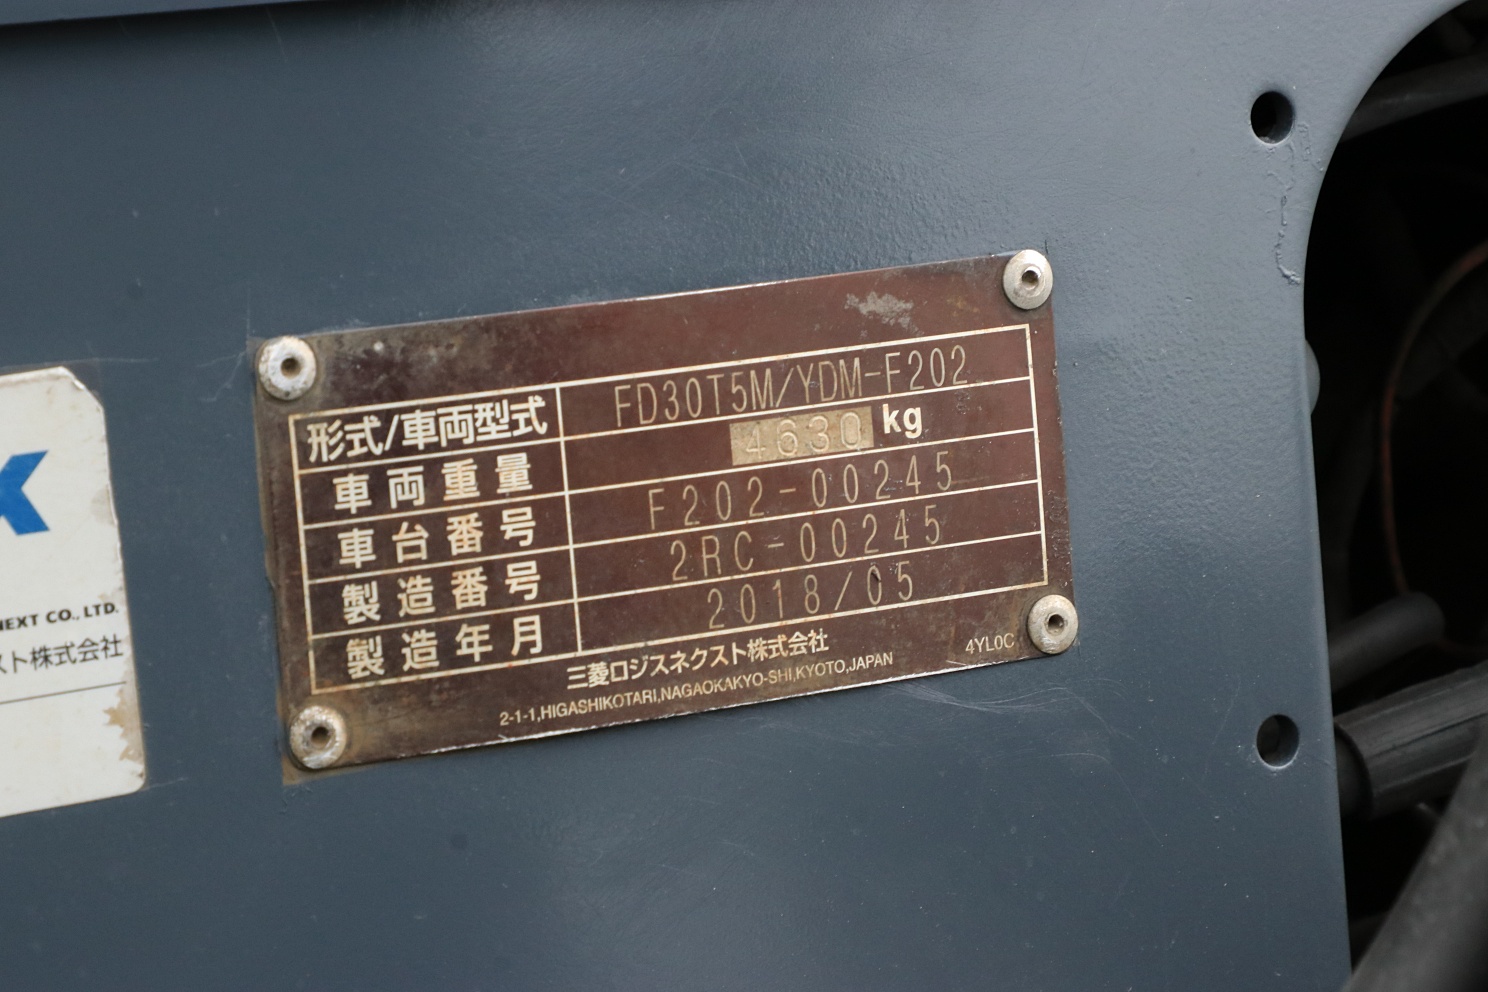 形式/車両型式 FD30T5M/YDM-F202
車両重量 4630 kg
車台番号 F202-00245
製造番号 2RC-00245
製造年月 2018/05
三菱ロジスネクスト株式会社 4YL0C
2-1-1,HIGASHIKOTARI,NAGAOKAKYO-SHI,KYOTO,JAPAN
NEXT CO., LTD.
スト株式会社